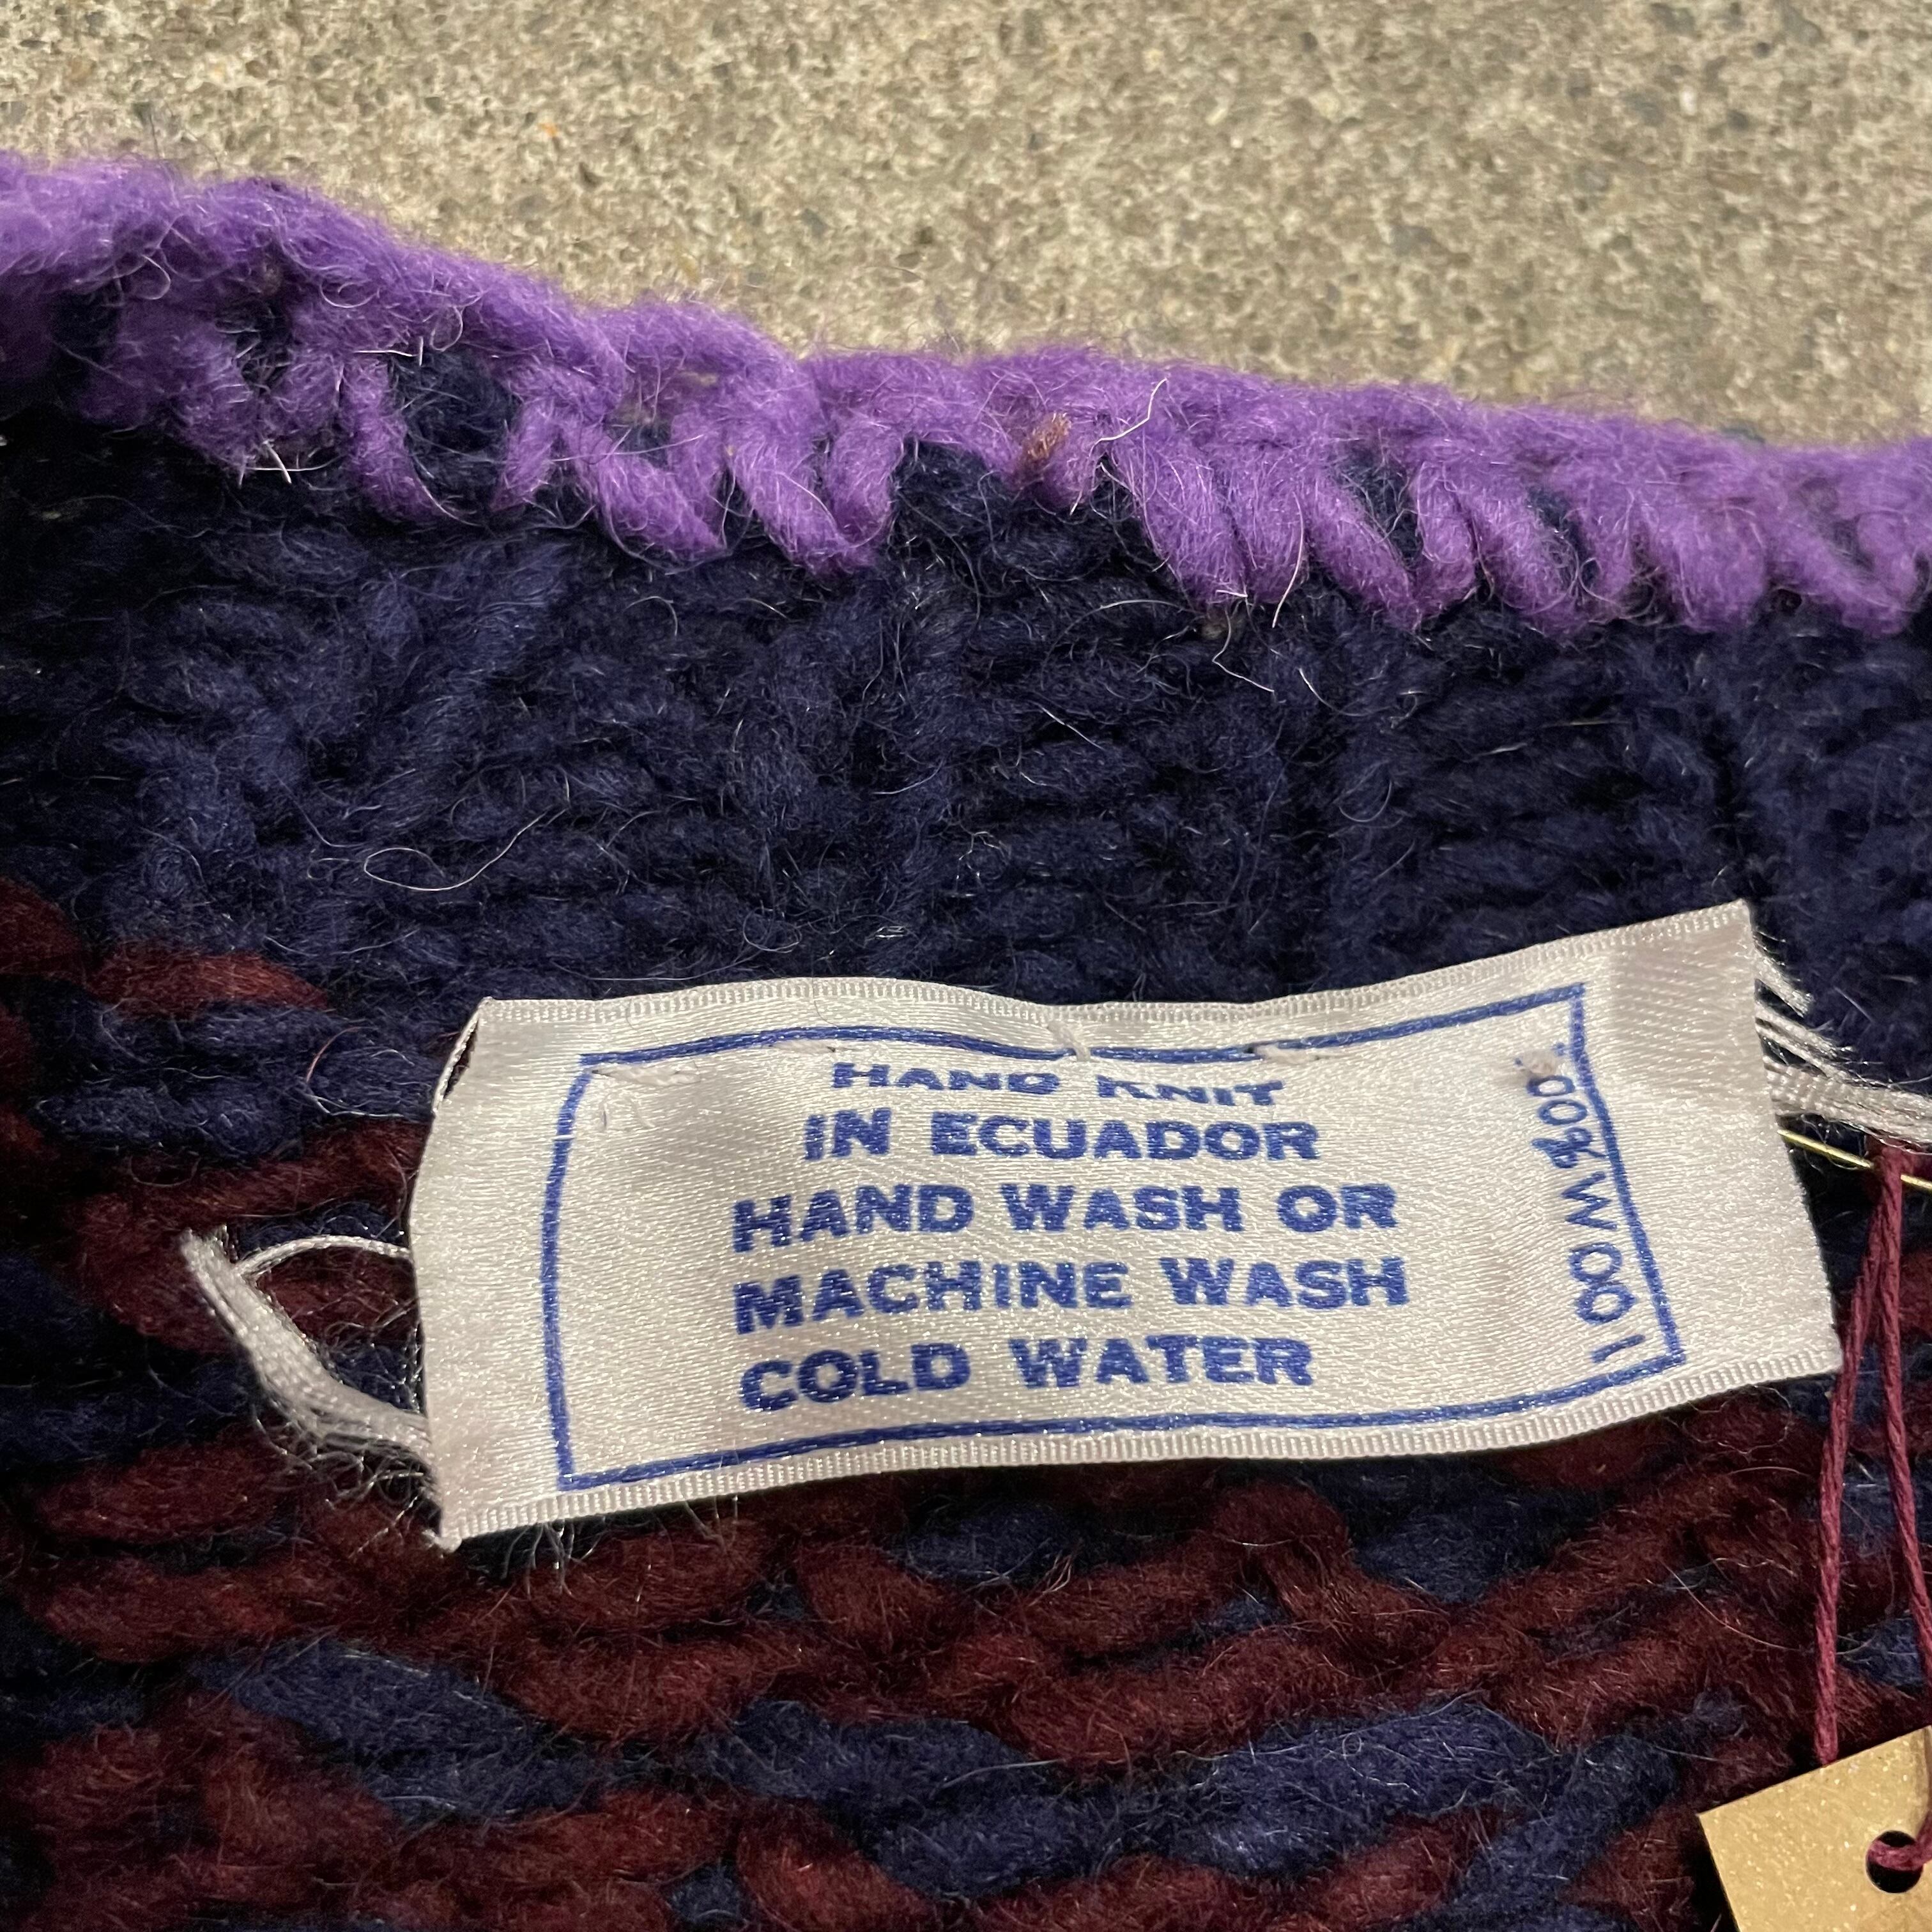 HAND KNIT
IN ECUADOR
HAND WASH OR
MACHINE WASH
COLD WATER
100% WOOL